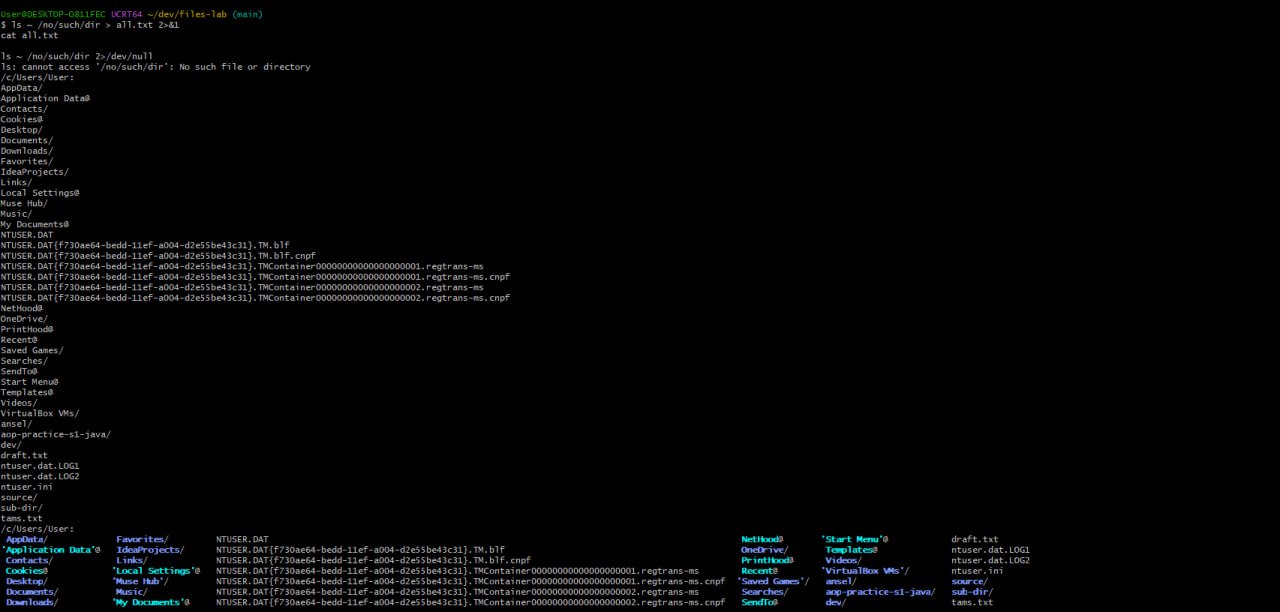 User@DESKTOP-O811FEC UCRT64 ~/dev/files-lab (main)
$ ls ~ /no/such/dir > all.txt 2>&1
cat all.txt
ls ~ /no/such/dir 2>/dev/null
ls: cannot access '/no/such/dir': No such file or directory
/c/Users/User:
AppData/
Application Data@
Contacts/
Cookies@
Desktop/
Documents/
Downloads/
Favorites/
IdeaProjects/
Links/
Local Settings@
Muse Hub/
Music/
My Documents@
NTUSER.DAT
NTUSER.DAT{f730ae64-bedd-11ef-a004-d2e55be43c31}.TM.blf
NTUSER.DAT{f730ae64-bedd-11ef-a004-d2e55be43c31}.TM.blf.cnpf
NTUSER.DAT{f730ae64-bedd-11ef-a004-d2e55be43c31}.TMContainer00000000000000000001.regtrans-ms
NTUSER.DAT{f730ae64-bedd-11ef-a004-d2e55be43c31}.TMContainer00000000000000000001.regtrans-ms.cnpf
NTUSER.DAT{f730ae64-bedd-11ef-a004-d2e55be43c31}.TMContainer00000000000000000002.regtrans-ms
NTUSER.DAT{f730ae64-bedd-11ef-a004-d2e55be43c31}.TMContainer00000000000000000002.regtrans-ms.cnpf
NetHood@
OneDrive/
PrintHood@
Recent@
Saved Games/
Searches/
SendTo@
Start Menu@
Templates@
Videos/
VirtualBox VMs/
ansel/
aop-practice-s1-java/
dev/
draft.txt
ntuser.dat.LOG1
ntuser.dat.LOG2
ntuser.ini
source/
sub-dir/
tams.txt
/c/Users/User:
AppData/ Favorites/ NTUSER.DAT NetHood@ 'Start Menu'@ draft.txt
'Application Data'@ IdeaProjects/ NTUSER.DAT{f730ae64-bedd-11ef-a004-d2e55be43c31}.TM.blf OneDrive/ Templates@ ntuser.dat.LOG1
Contacts/ Links/ NTUSER.DAT{f730ae64-bedd-11ef-a004-d2e55be43c31}.TM.blf.cnpf PrintHood@ Videos/ ntuser.dat.LOG2
Cookies@ 'Local Settings'@ NTUSER.DAT{f730ae64-bedd-11ef-a004-d2e55be43c31}.TMContainer00000000000000000001.regtrans-ms Recent@ 'VirtualBox VMs'/ ntuser.ini
Desktop/ 'Muse Hub'/ NTUSER.DAT{f730ae64-bedd-11ef-a004-d2e55be43c31}.TMContainer00000000000000000001.regtrans-ms.cnpf 'Saved Games'/ ansel/ source/
Documents/ Music/ NTUSER.DAT{f730ae64-bedd-11ef-a004-d2e55be43c31}.TMContainer00000000000000000002.regtrans-ms Searches/ aop-practice-s1-java/ sub-dir/
Downloads/ 'My Documents'@ NTUSER.DAT{f730ae64-bedd-11ef-a004-d2e55be43c31}.TMContainer00000000000000000002.regtrans-ms.cnpf SendTo@ dev/ tams.txt